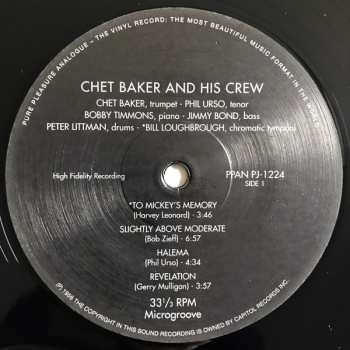 PURE PLEASURE ANALOGUE - THE VINYL RECORD: THE MOST BEAUTIFUL MUSIC FORMAT IN THE WORLD
CHET BAKER AND HIS CREW
CHET BAKER, trumpet - PHIL URSO, tenor
BOBBY TIMMONS, piano - JIMMY BOND, bass
PETER LITTMAN, drums - *BILL LOUGHBROUGH, chromatic tympani
High Fidelity Recording
PPAN PJ-1224
SIDE 1
*TO MICKEY'S MEMORY
(Harvey Leonard) - 3:46
SLIGHTLY ABOVE MODERATE
(Bob Zieff) - 6:57
HALEMA
(Phil Urso) - 4:34
REVELATION
(Gerry Mulligan) - 3:57
33 1/3 RPM
Microgroove
(P) 1998 THE COPYRIGHT IN THIS SOUND RECORDING IS OWNED BY CAPITOL RECORDS INC.